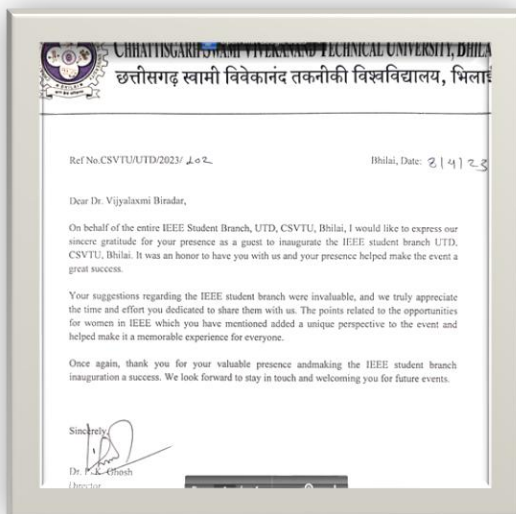 CHHATTISGARH SWAMI VIVEKANAND TECHNICAL UNIVERSITY, BHILA
छत्तीसगढ़ स्वामी विवेकानंद तकनीकी विश्वविद्यालय, भिलाई
Ref No.CSVTU/UTD/2023/ 202
Bhilai, Date: 8/4/23
Dear Dr. Vijyalaxmi Biradar,
On behalf of the entire IEEE Student Branch, UTD, CSVTU, Bhilai, I would like to express our
sincere gratitude for your presence as a guest to inaugurate the IEEE student branch UTD,
CSVTU, Bhilai. It was an honor to have you with us and your presence helped make the event a
great success.
Your suggestions regarding the IEEE student branch were invaluable, and we truly appreciate
the time and effort you dedicated to share them with us. The points related to the opportunities
for women in IEEE which you have mentioned added a unique perspective to the event and
helped make it a memorable experience for everyone.
Once again, thank you for your valuable presence andmaking the IEEE student branch
inauguration a success. We look forward to stay in touch and welcoming you for future events.
Sincerely,
Dr. P.K. Ghosh
Director